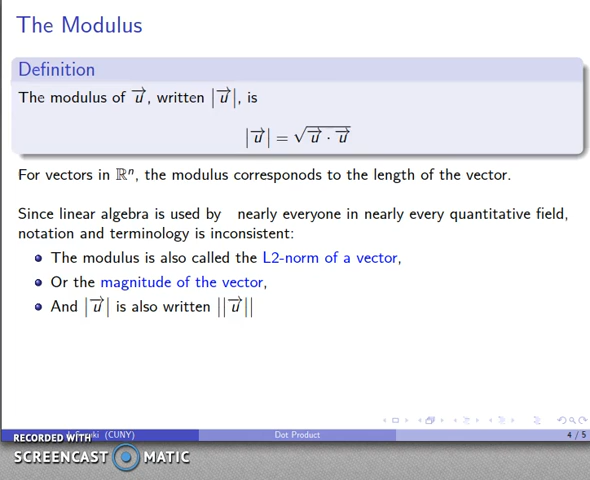 The Modulus
Definition
The modulus of u⃗, written |u⃗|, is
|u⃗| = √u⃗ · u⃗
For vectors in ℝⁿ, the modulus corresponods to the length of the vector.
Since linear algebra is used by nearly everyone in nearly every quantitative field,
notation and terminology is inconsistent:
The modulus is also called the L2-norm of a vector,
Or the magnitude of the vector,
And |u⃗| is also written ||u⃗||
(CUNY) Dot Product 4 / 5
RECORDED WITH
SCREENCAST MATIC